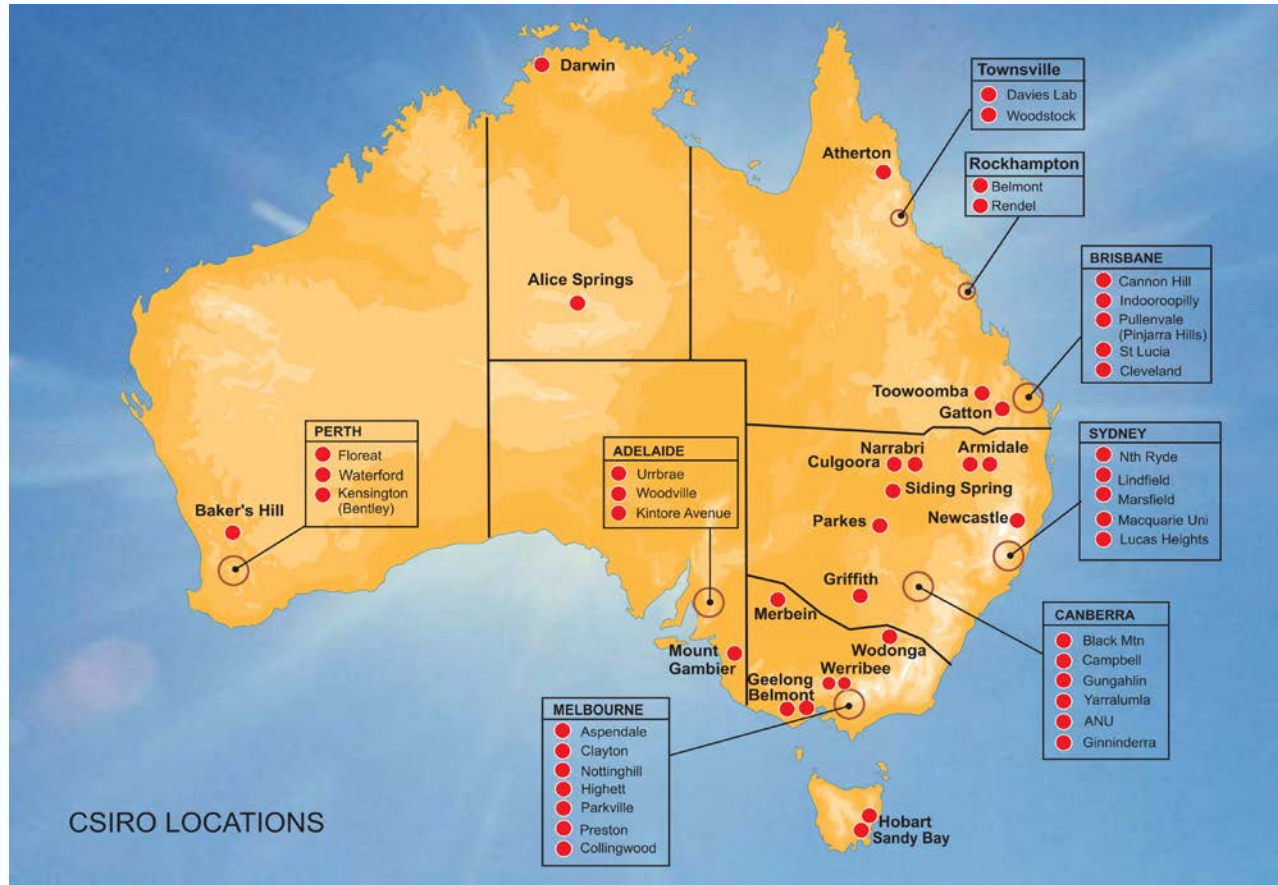 Darwin
Townsville
Davies Lab
Woodstock
Atherton
Rockhampton
Belmont
Rendel
BRISBANE
Cannon Hill
Indooroopilly
Pullenvale
(Pinjarra Hills)
St Lucia
Cleveland
Alice Springs
Toowoomba
Gatton
PERTH
Floreat
Waterford
Kensington
(Bentley)
Baker's Hill
ADELAIDE
Urrbrae
Woodville
Kintore Avenue
Narrabri
Culgoora
Armidale
Siding Spring
Parkes
Newcastle
SYDNEY
Nth Ryde
Lindfield
Marsfield
Macquarie Uni
Lucas Heights
Griffith
Merbein
Wodonga
Mount
Gambier
Werribee
Geelong
Belmont
CANBERRA
Black Mtn
Campbell
Gungahlin
Yarralumla
ANU
Ginninderra
MELBOURNE
Aspendale
Clayton
Nottinghill
Highett
Parkville
Preston
Collingwood
Hobart
Sandy Bay
CSIRO LOCATIONS